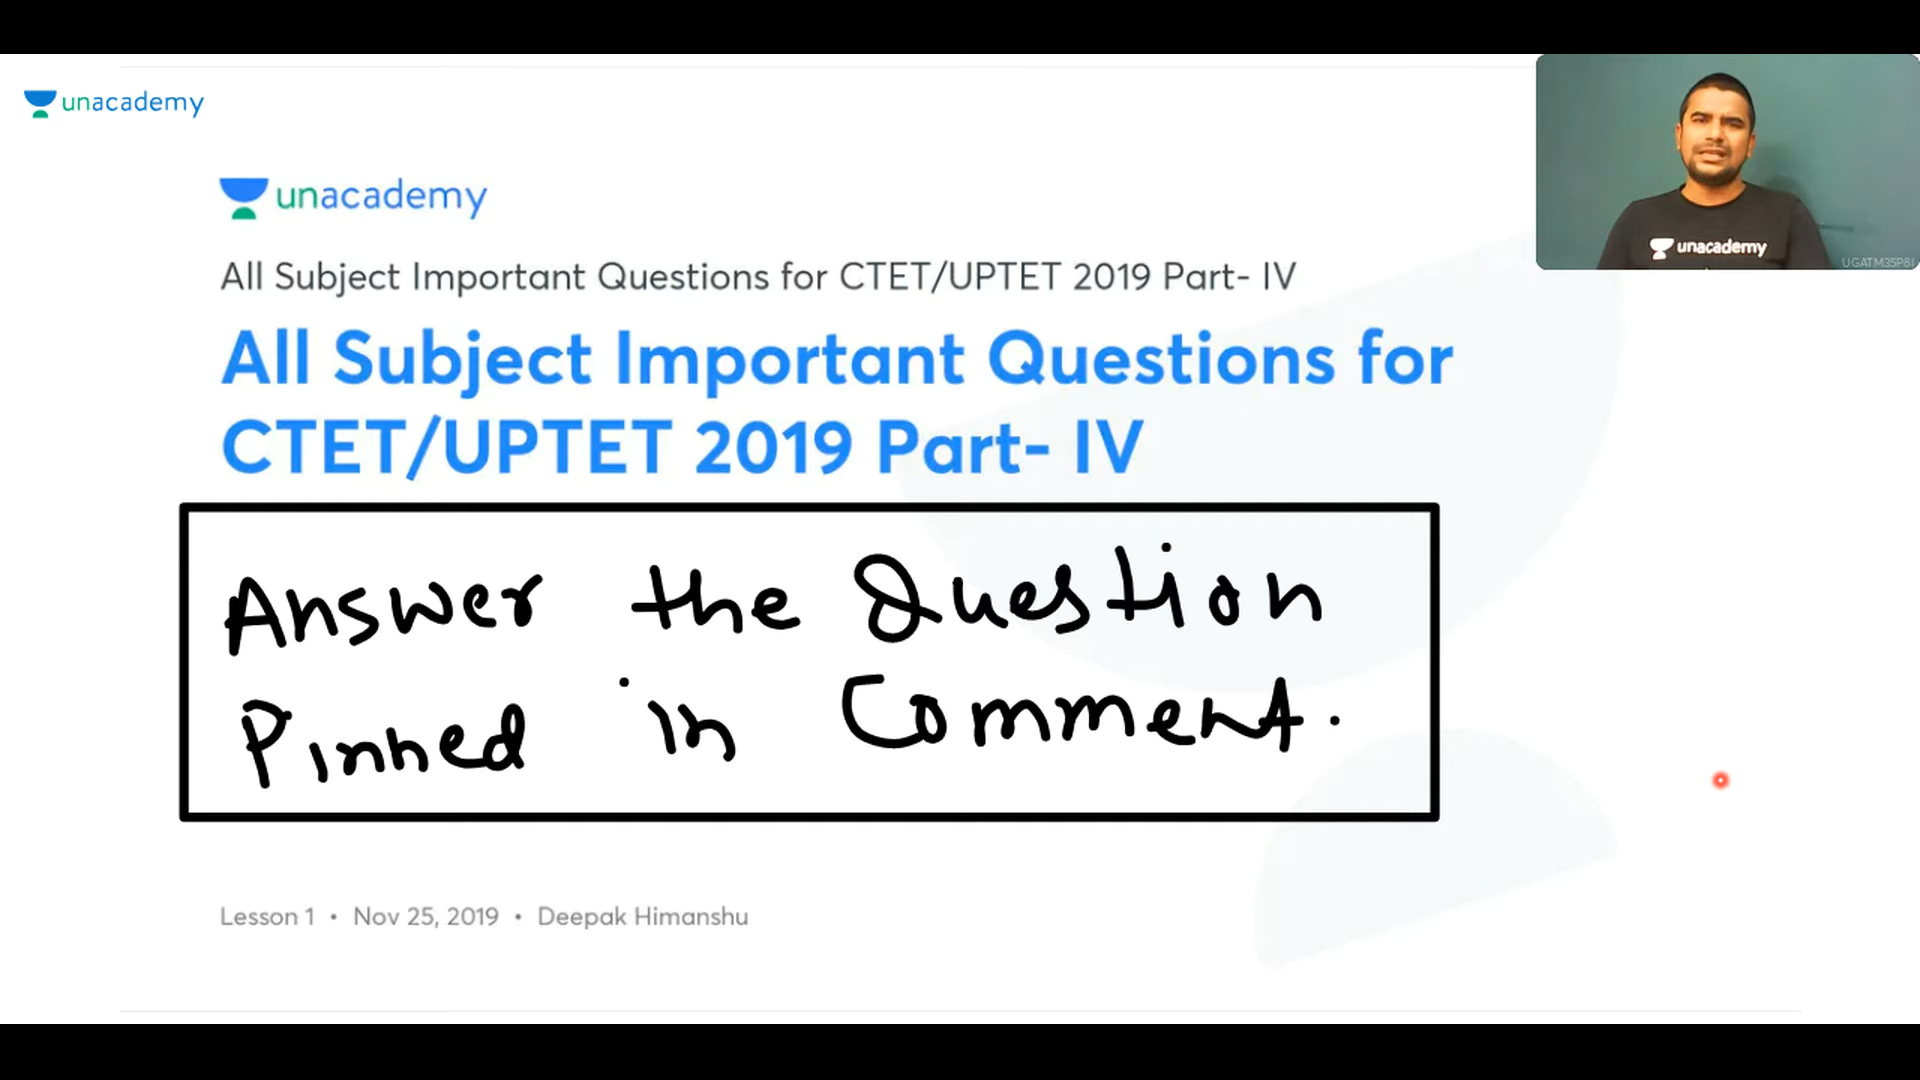 unacademy
unacademy
All Subject Important Questions for CTET/UPTET 2019 Part- IV
All Subject Important Questions for
CTET/UPTET 2019 Part- IV
Answer the Question
Pinned in Comment.
Lesson 1 • Nov 25, 2019 • Deepak Himanshu
unacademy
UGATM35P8I